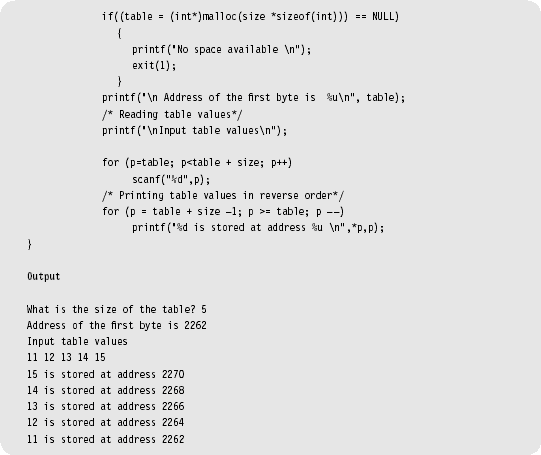 if((table = (int*)malloc(size *sizeof(int))) == NULL)
{
printf("No space available \n");
exit(1);
}
printf("\n Address of the first byte is %u\n", table);
/* Reading table values*/
printf("\nInput table values\n");
for (p=table; p<table + size; p++)
scanf("%d",p);
/* Printing table values in reverse order*/
for (p = table + size –1; p >= table; p ––)
printf("%d is stored at address %u \n",*p,p);
}
Output
What is the size of the table? 5
Address of the first byte is 2262
Input table values
11 12 13 14 15
15 is stored at address 2270
14 is stored at address 2268
13 is stored at address 2266
12 is stored at address 2264
11 is stored at address 2262